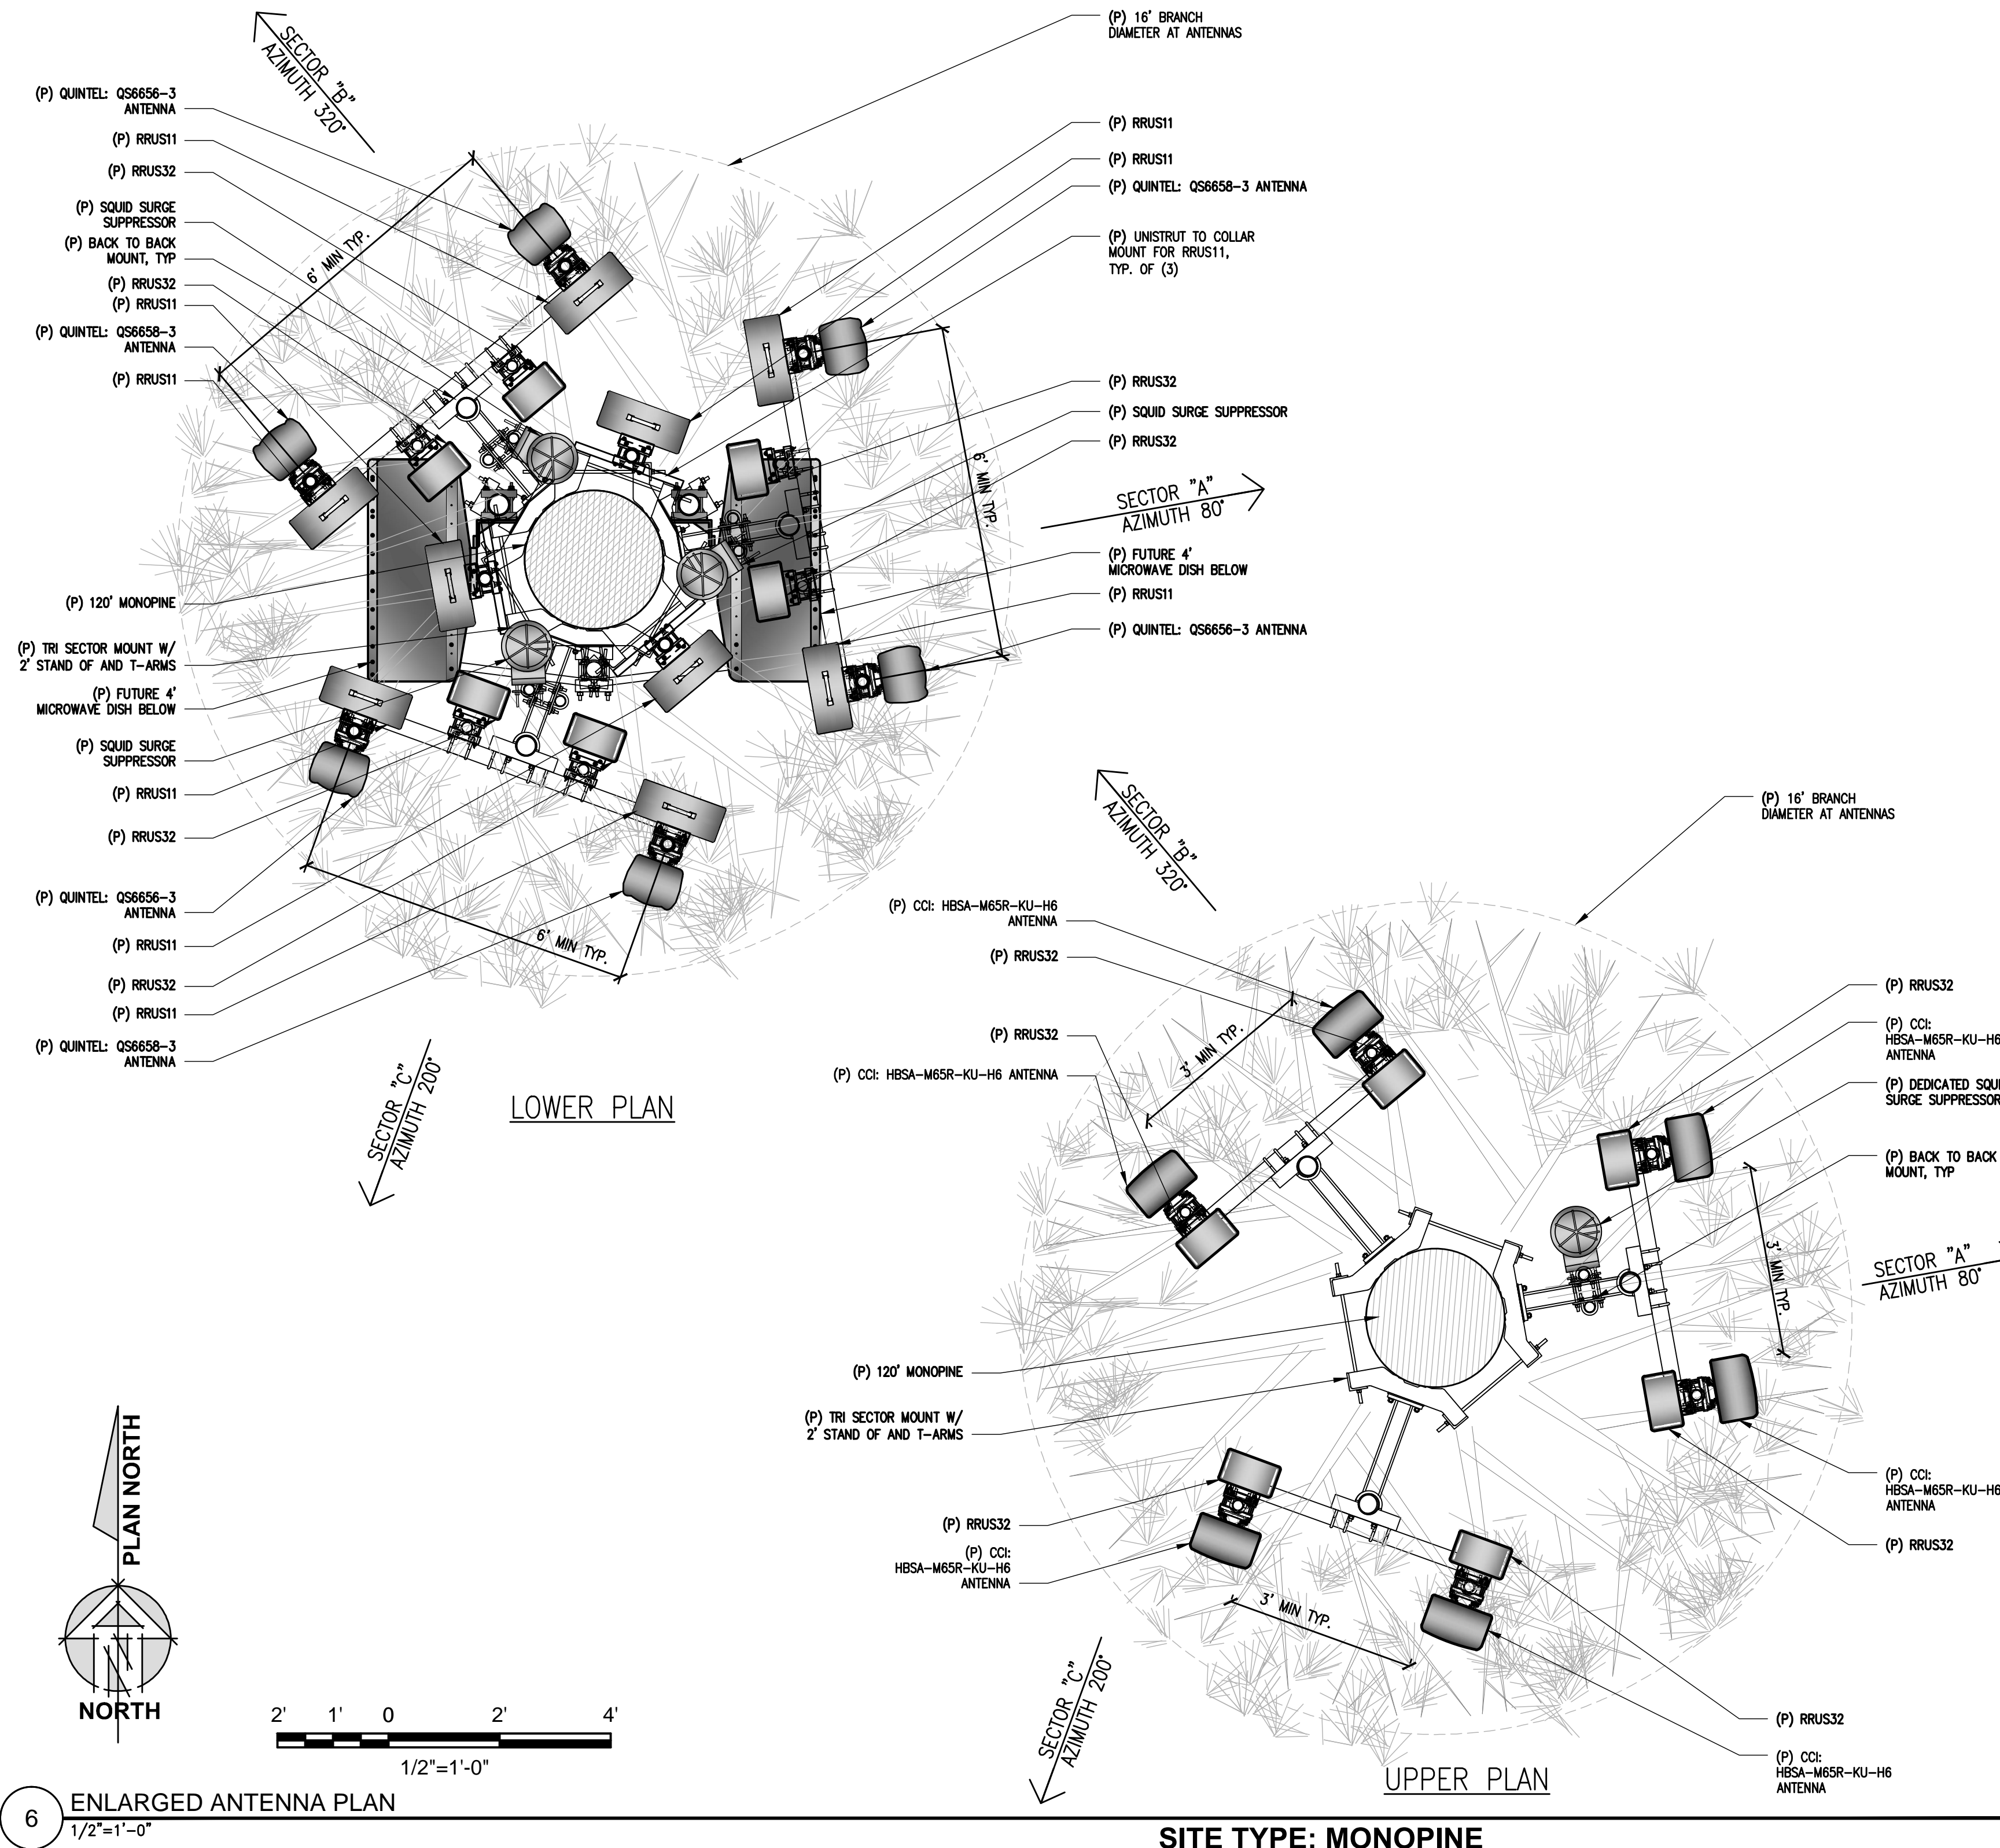 SECTOR "B"
AZIMUTH 320°
(P) 16' BRANCH
DIAMETER AT ANTENNAS
(P) QUINTEL: QS6656-3
ANTENNA
(P) RRUS11
(P) RRUS32
(P) SQUID SURGE
SUPPRESSOR
(P) BACK TO BACK
MOUNT, TYP
(P) RRUS32
(P) RRUS11
(P) QUINTEL: QS6658-3
ANTENNA
(P) RRUS11
(P) 120' MONOPINE
(P) TRI SECTOR MOUNT W/
2' STAND OF AND T-ARMS
(P) FUTURE 4'
MICROWAVE DISH BELOW
(P) SQUID SURGE
SUPPRESSOR
(P) RRUS11
(P) RRUS32
(P) QUINTEL: QS6656-3
ANTENNA
(P) RRUS11
(P) RRUS32
(P) RRUS11
(P) QUINTEL: QS6658-3
ANTENNA
6' MIN TYP.
6' MIN TYP.
6' MIN TYP.
(P) RRUS11
(P) RRUS11
(P) QUINTEL: QS6658-3 ANTENNA
(P) UNISTRUT TO COLLAR
MOUNT FOR RRUS11,
TYP. OF (3)
(P) RRUS32
(P) SQUID SURGE SUPPRESSOR
(P) RRUS32
SECTOR "A"
AZIMUTH 80°
(P) FUTURE 4'
MICROWAVE DISH BELOW
(P) RRUS11
(P) QUINTEL: QS6656-3 ANTENNA
SECTOR "C"
AZIMUTH 200°
LOWER PLAN
SECTOR "B"
AZIMUTH 320°
(P) 16' BRANCH
DIAMETER AT ANTENNAS
(P) CCI: HBSA-M65R-KU-H6
ANTENNA
(P) RRUS32
(P) RRUS32
(P) CCI: HBSA-M65R-KU-H6 ANTENNA
3' MIN TYP.
3' MIN TYP.
3' MIN TYP.
(P) RRUS32
(P) CCI:
HBSA-M65R-KU-H6
ANTENNA
(P) DEDICATED SQUI
SURGE SUPPRESSOR
(P) BACK TO BACK
MOUNT, TYP
SECTOR "A"
AZIMUTH 80°
(P) 120' MONOPINE
(P) TRI SECTOR MOUNT W/
2' STAND OF AND T-ARMS
(P) RRUS32
(P) CCI:
HBSA-M65R-KU-H6
ANTENNA
(P) CCI:
HBSA-M65R-KU-H6
ANTENNA
(P) RRUS32
(P) RRUS32
(P) CCI:
HBSA-M65R-KU-H6
ANTENNA
SECTOR "C"
AZIMUTH 200°
UPPER PLAN
PLAN NORTH
NORTH
2' 1' 0 2' 4'
1/2"=1'-0"
6
ENLARGED ANTENNA PLAN
1/2"=1'-0"
SITE TYPE: MONOPINE